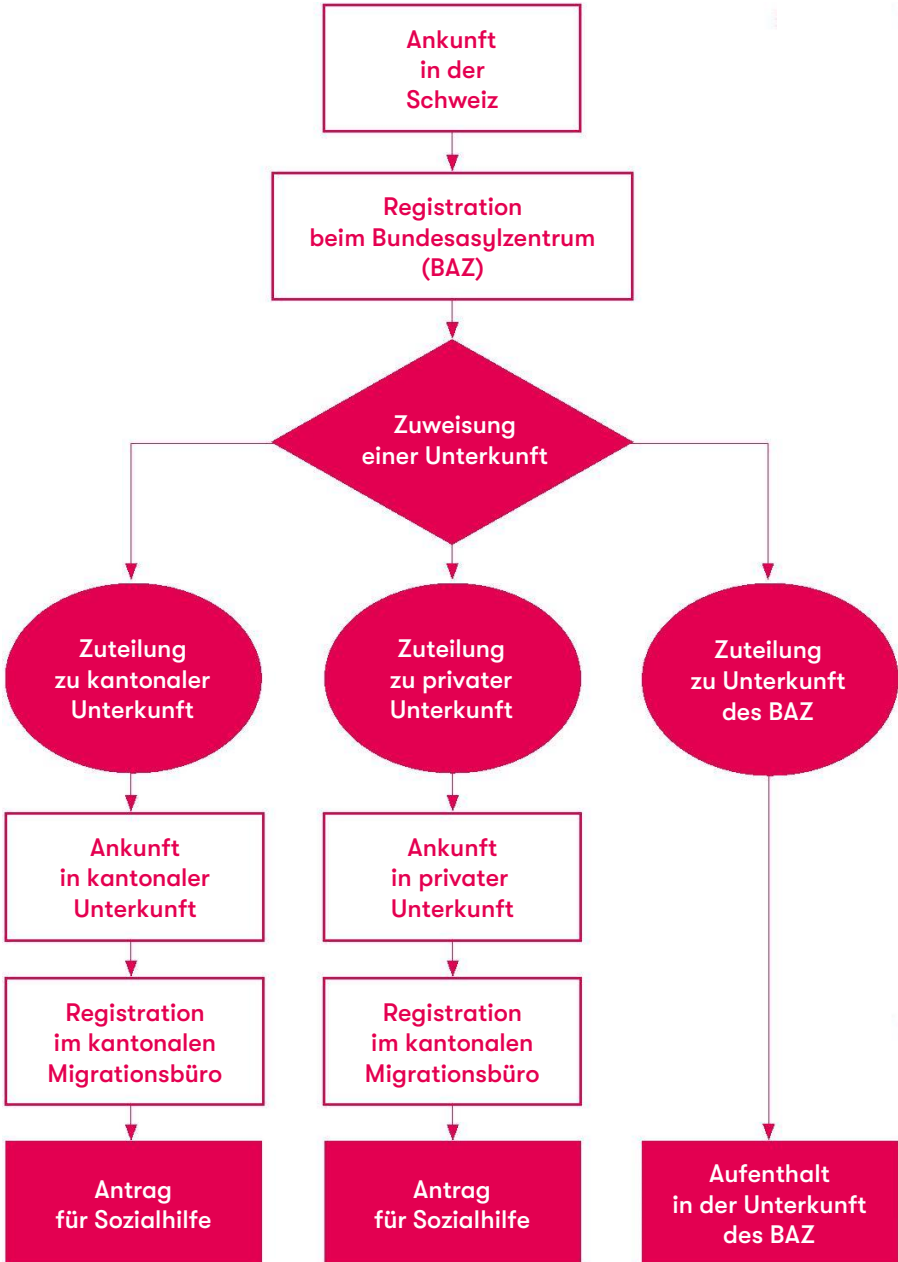 Ankunft
in der
Schweiz
Registration
beim Bundesasylzentrum
(BAZ)
Zuweisung
einer Unterkunft
Zuteilung
zu kantonaler
Unterkunft
Zuteilung
zu privater
Unterkunft
Zuteilung
zu Unterkunft
des BAZ
Ankunft
in kantonaler
Unterkunft
Ankunft
in privater
Unterkunft
Registration
im kantonalen
Migrationsbüro
Registration
im kantonalen
Migrationsbüro
Antrag
für Sozialhilfe
Antrag
für Sozialhilfe
Aufenthalt
in der Unterkunft
des BAZ